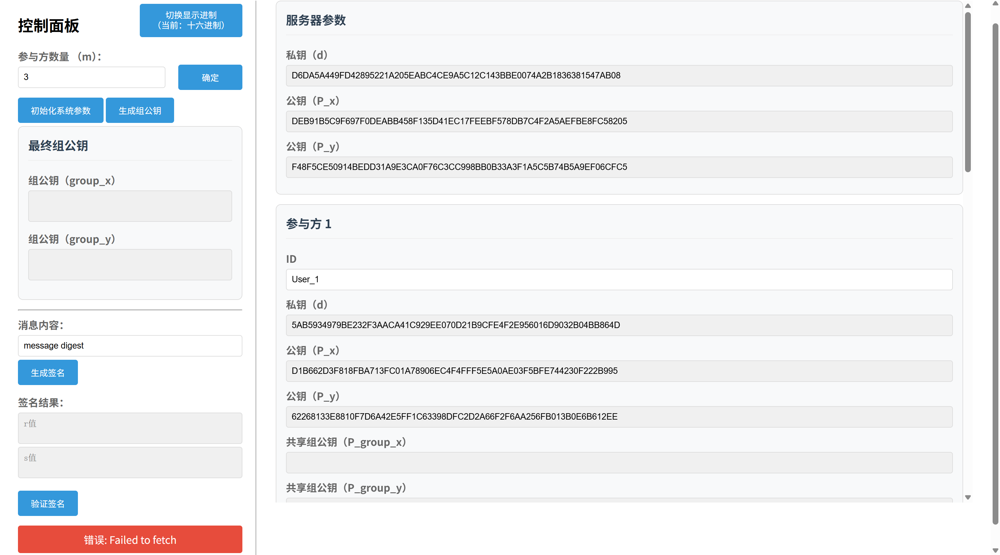 控制面板
切换显示进制
（当前：十六进制）
参与方数量 （m）：
3
确定
初始化系统参数
生成组公钥
最终组公钥
组公钥（group_x）
组公钥（group_y）
消息内容：
message digest
生成签名
签名结果：
r值
s值
验证签名
错误: Failed to fetch
服务器参数
私钥（d）
D6DA5A449FD42895221A205EABC4CE9A5C12C143BBE0074A2B1836381547AB08
公钥（P_x）
DEB91B5C9F697F0DEABB458F135D41EC17FEEBF578DB7C4F2A5AEFBE8FC58205
公钥（P_y）
F48F5CE50914BEDD31A9E3CA0F76C3CC998BB0B33A3F1A5C5B74B5A9EF06CFC5
参与方 1
ID
User_1
私钥（d）
5AB5934979BE232F3AACA41C929EE070D21B9CFE4F2E956016D9032B04BB864D
公钥（P_x）
D1B662D3F818FBA713FC01A78906EC4F4FFF5E5A0AE03F5BFE744230F222B995
公钥（P_y）
62268133E8810F7D6A42E5FF1C63398DFC2D2A66F2F6AA256FB013B0E6B612EE
共享组公钥（P_group_x）
共享组公钥（P_group_y）